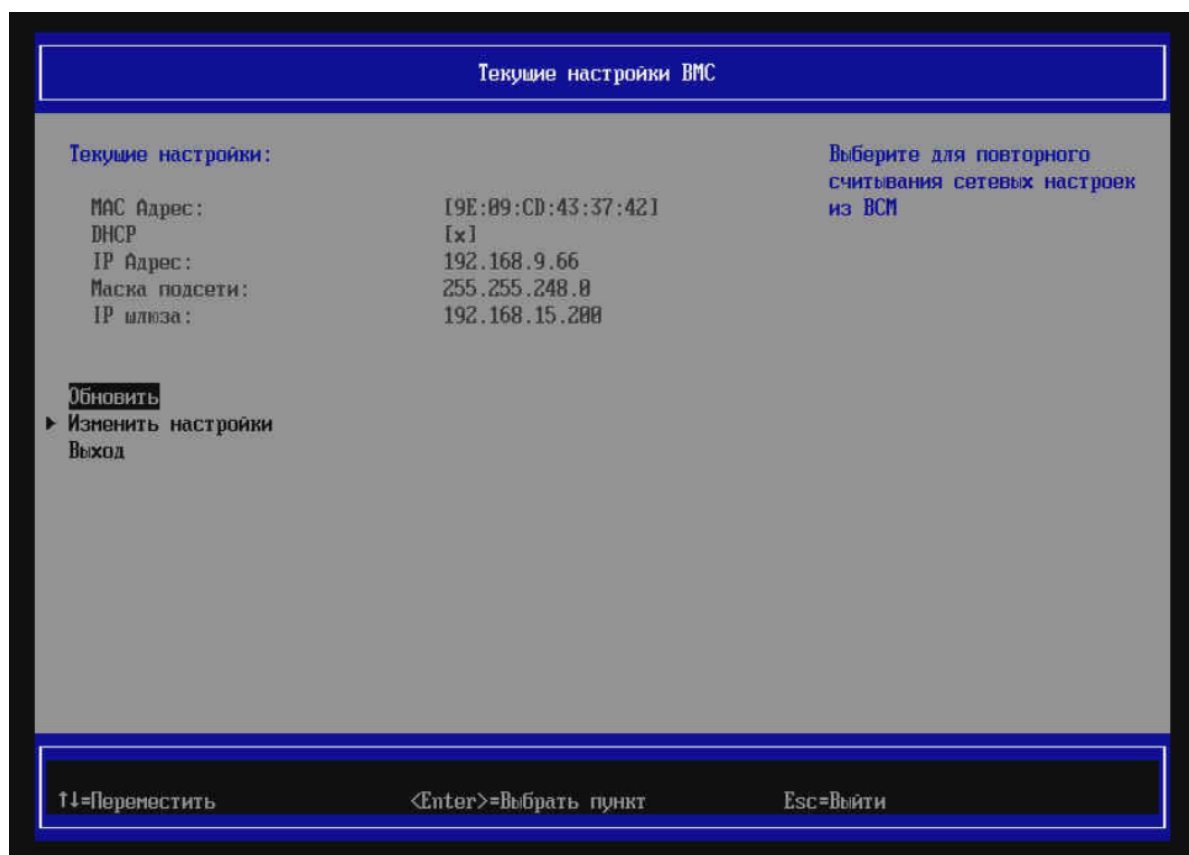 Текущие настройки BMC
Текущие настройки:
Выберите для повторного
считывания сетевых настроек
из BCM
MAC Адрес: [9E:09:CD:43:37:42]
DHCP [x]
IP Адрес: 192.168.9.66
Маска подсети: 255.255.248.0
IP шлюза: 192.168.15.200
Обновить
► Изменить настройки
Выход
↑↓=Переместить <Enter>=Выбрать пункт Esc=Выйти